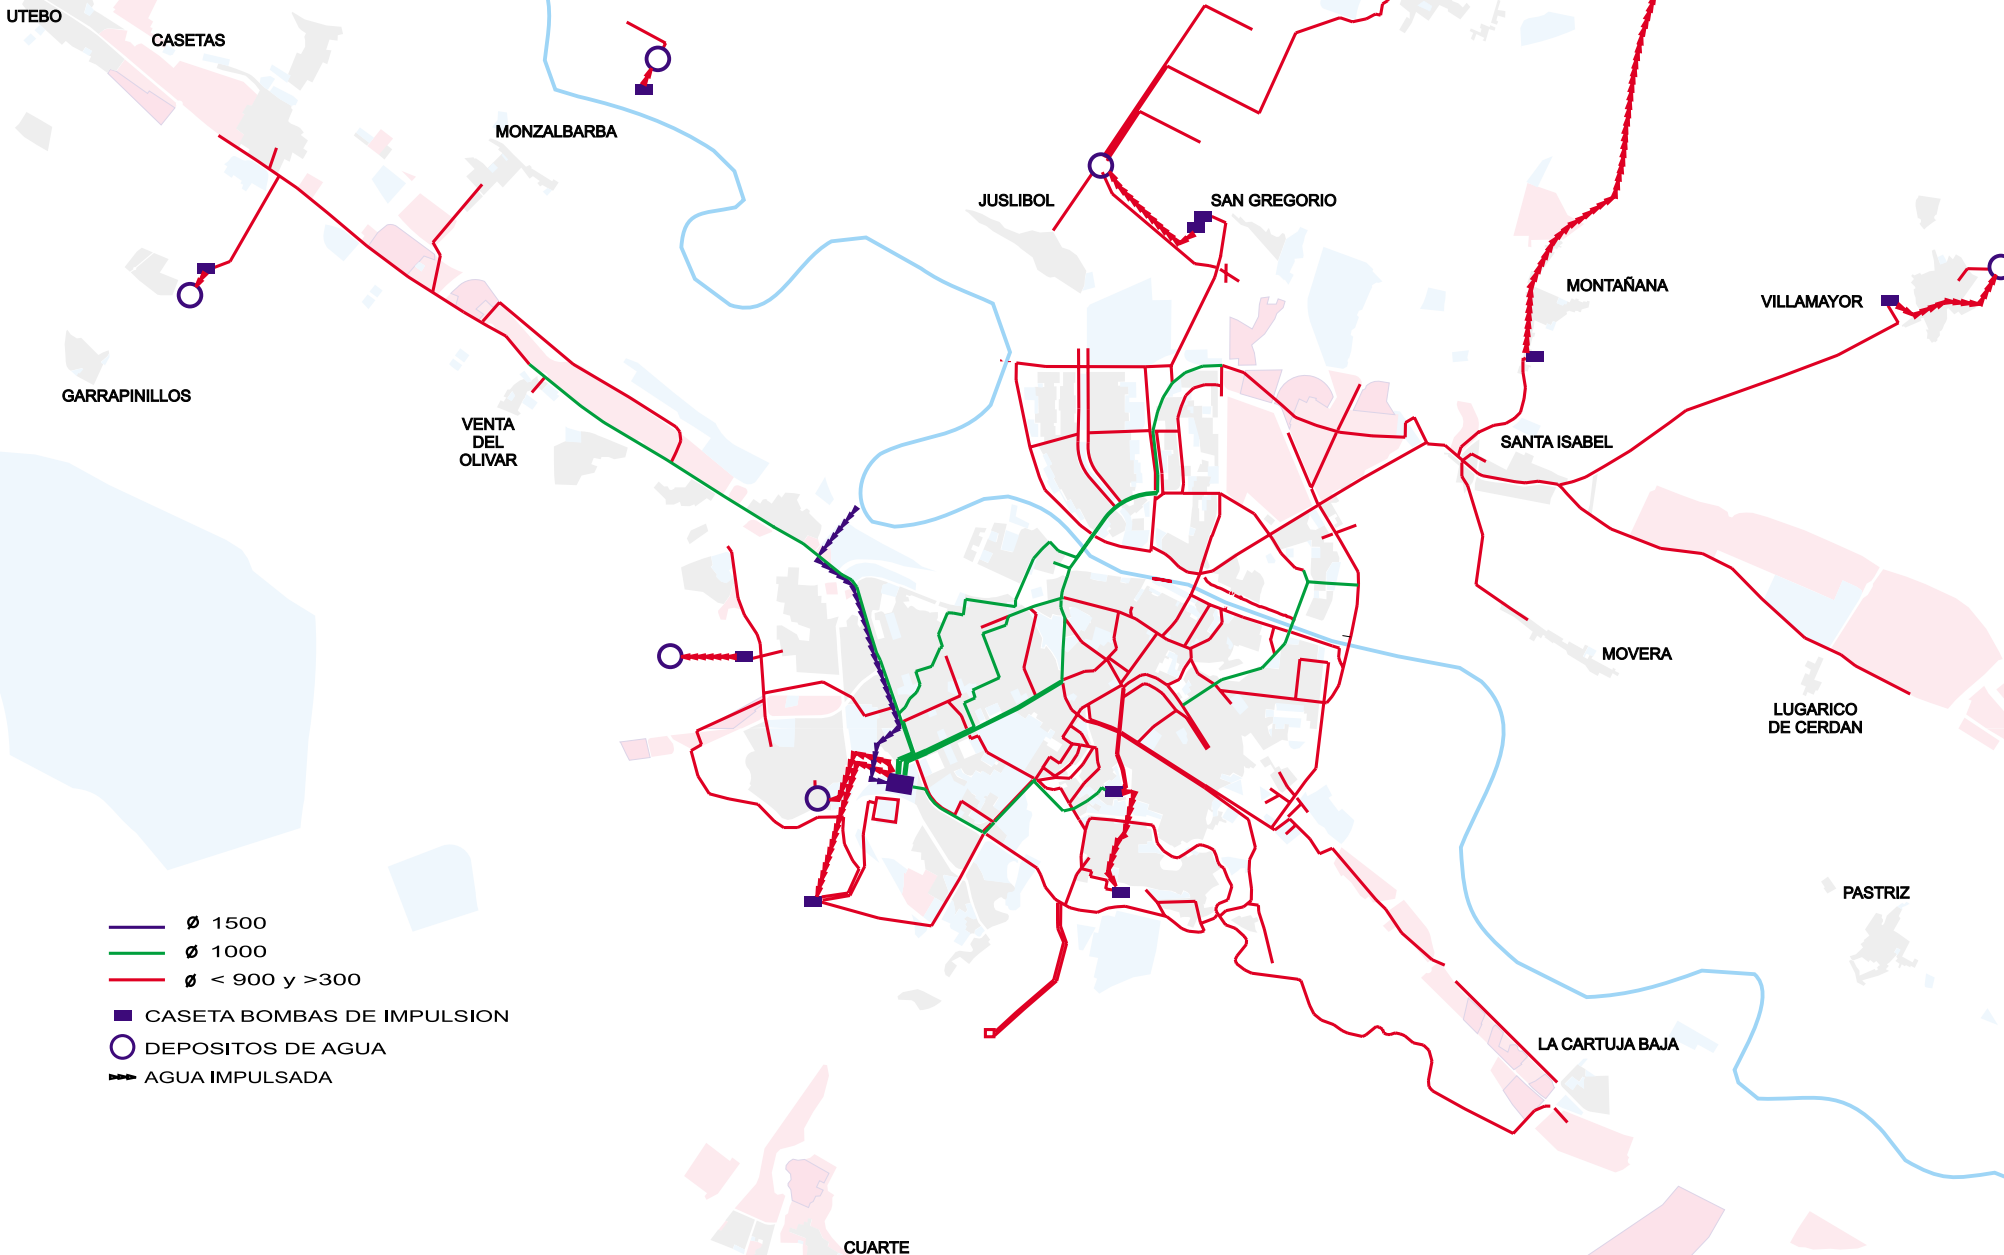 UTEBO
CASETAS
MONZALBARBA
JUSLIBOL
SAN GREGORIO
MONTAÑANA
VILLAMAYOR
GARRAPINILLOS
VENTA
DEL
OLIVAR
SANTA ISABEL
MOVERA
LUGARICO
DE CERDAN
PASTRIZ
LA CARTUJA BAJA
CUARTE
Ø 1500
Ø 1000
Ø < 900 y >300
CASETA BOMBAS DE IMPULSION
DEPOSITOS DE AGUA
AGUA IMPULSADA